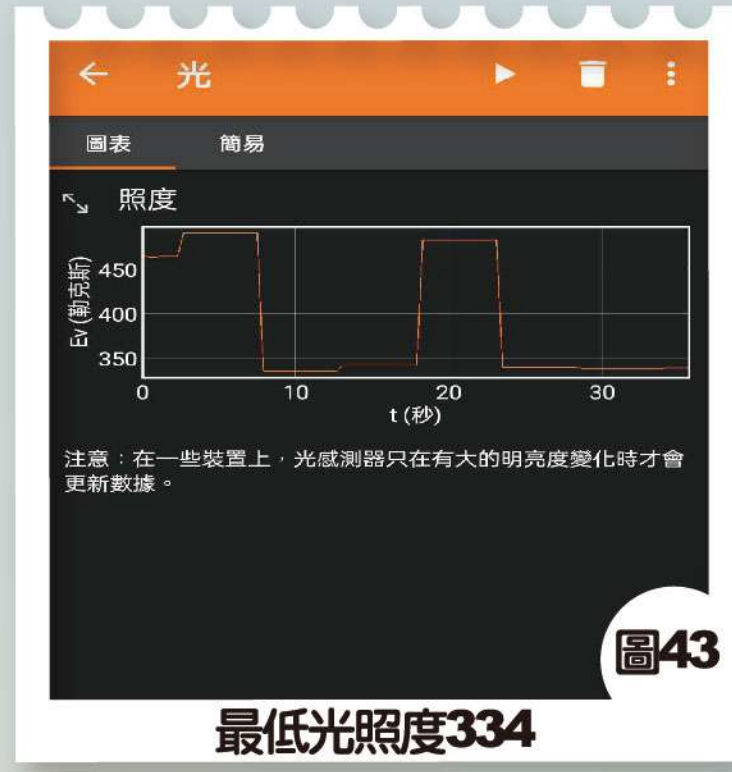 光
圖表 簡易
照度
Ev (勒克斯)
450
400
350
0 10 20 30
t (秒)
注意：在一些裝置上，光感測器只在有大的明亮度變化時才會
更新數據。
圖43
最低光照度334